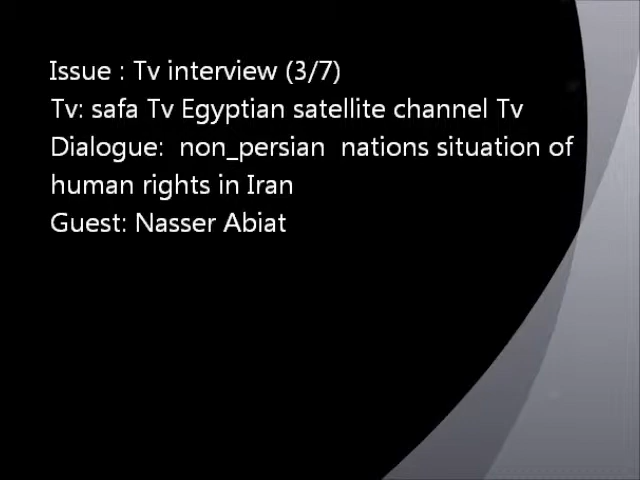 Issue : Tv interview (3/7)
Tv: safa Tv Egyptian satellite channel Tv
Dialogue:  non_persian  nations situation of
human rights in Iran
Guest: Nasser Abiat